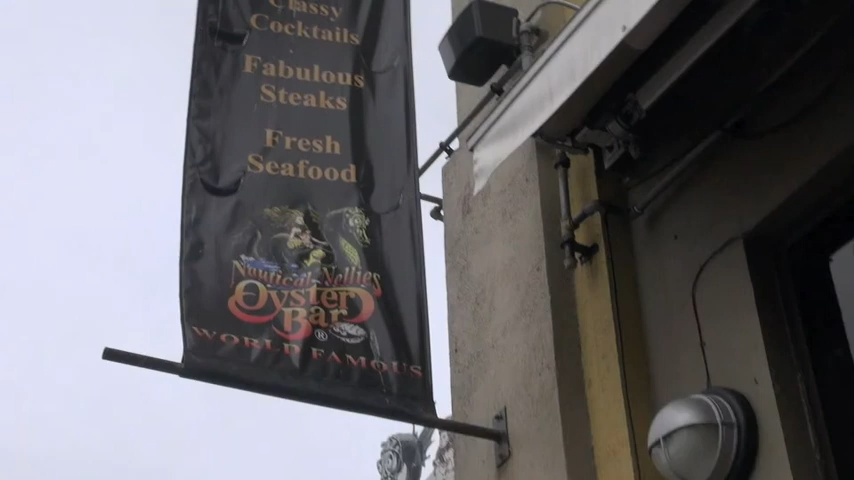 Classy
Cocktails
Fabulous
Steaks
Fresh
Seafood
Nautical Nellies
Oyster
Bar
®
WORLD FAMOUS